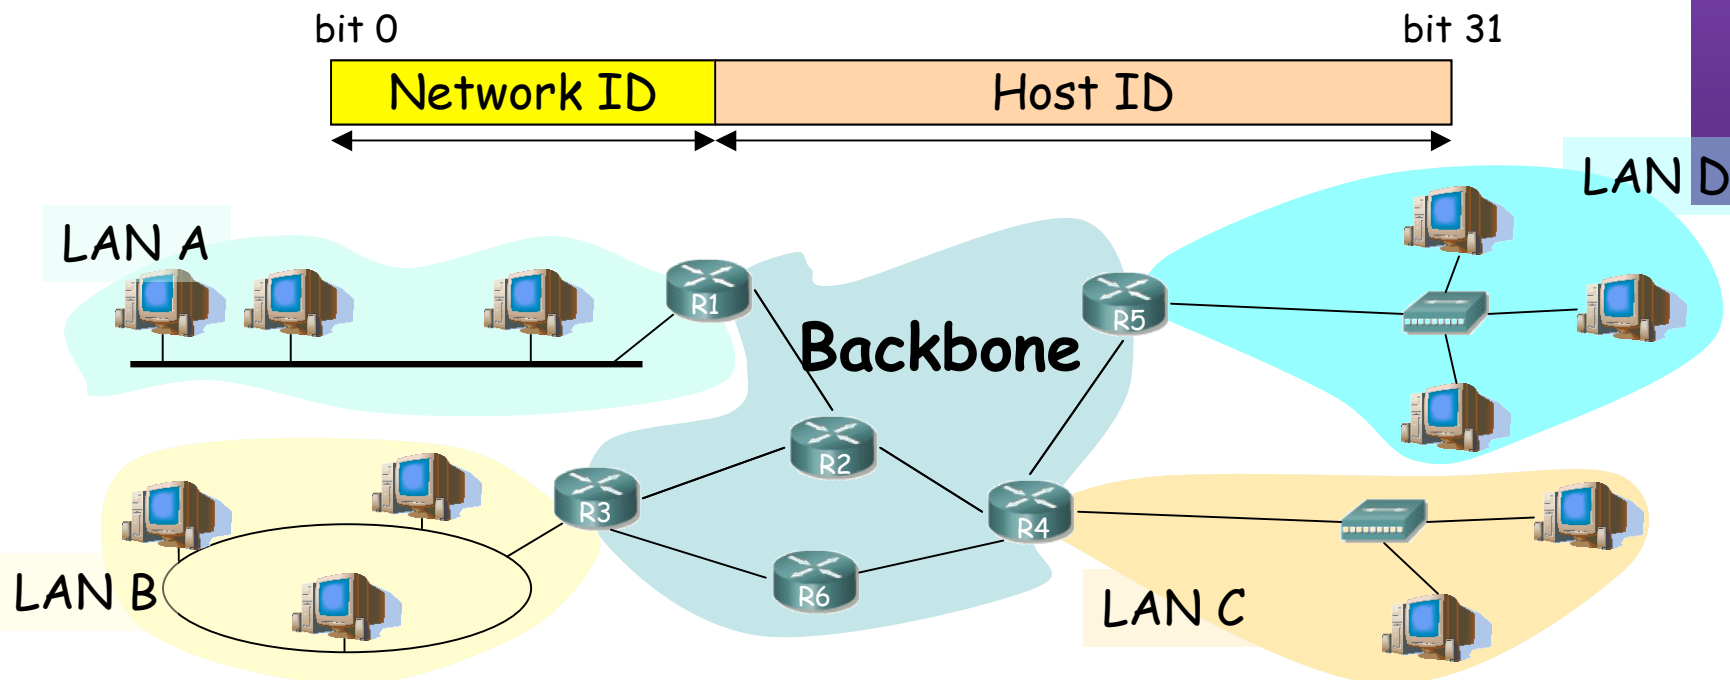 bit 0
bit 31
Network ID
Host ID
LAN D
LAN A
R1
R5
Backbone
R2
R3
R4
R6
LAN B
LAN C